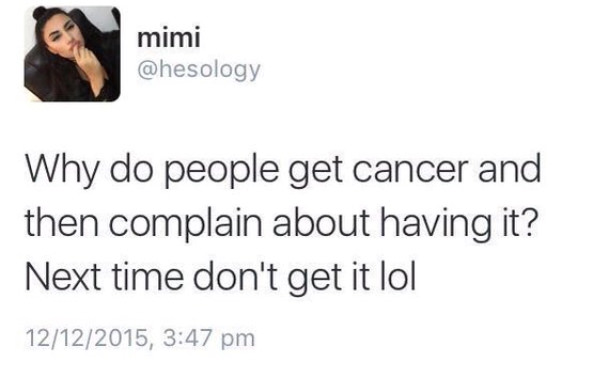 mimi
@hesology
Why do people get cancer and
then complain about having it?
Next time don't get it lol
12/12/2015, 3:47 pm